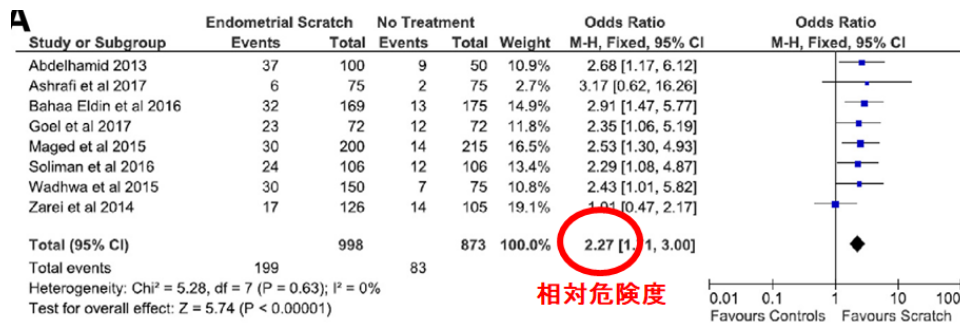 A
Endometrial Scratch No Treatment Odds Ratio Odds Ratio
Study or Subgroup Events Total Events Total Weight M-H, Fixed, 95% CI M-H, Fixed, 95% CI
Abdelhamid 2013 37 100 9 50 10.9% 2.68 [1.17, 6.12]
Ashrafi et al 2017 6 75 2 75 2.7% 3.17 [0.62, 16.26]
Bahaa Eldin et al 2016 32 169 13 175 14.9% 2.91 [1.47, 5.77]
Goel et al 2017 23 72 12 72 11.8% 2.35 [1.06, 5.19]
Maged et al 2015 30 200 14 215 16.5% 2.53 [1.30, 4.93]
Soliman et al 2016 24 106 12 106 13.4% 2.29 [1.08, 4.87]
Wadhwa et al 2015 30 150 7 75 10.8% 2.43 [1.01, 5.82]
Zarei et al 2014 17 126 14 105 19.1% [0.47, 2.17]
Total (95% CI) 998 873 100.0% 2.27 3.00]
Total events 199 83
Heterogeneity: Chi² = 5.28, df = 7 (P = 0.63); I² = 0%
Test for overall effect: Z = 5.74 (P < 0.00001)
相対危険度
0.01 0.1 1 10 100
Favours Controls Favours Scratch